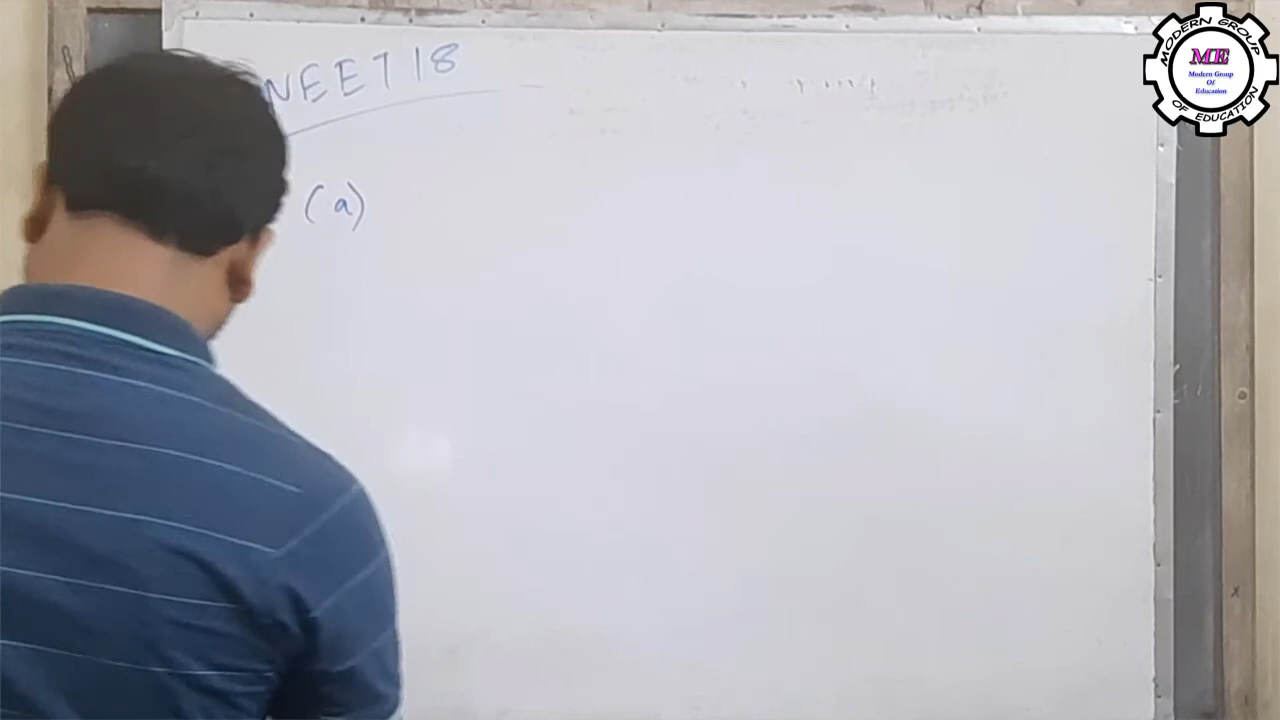 NEET 18
(a)
MODERN GROUP
ME
Modern Group
Of
Education
OF EDUCATION